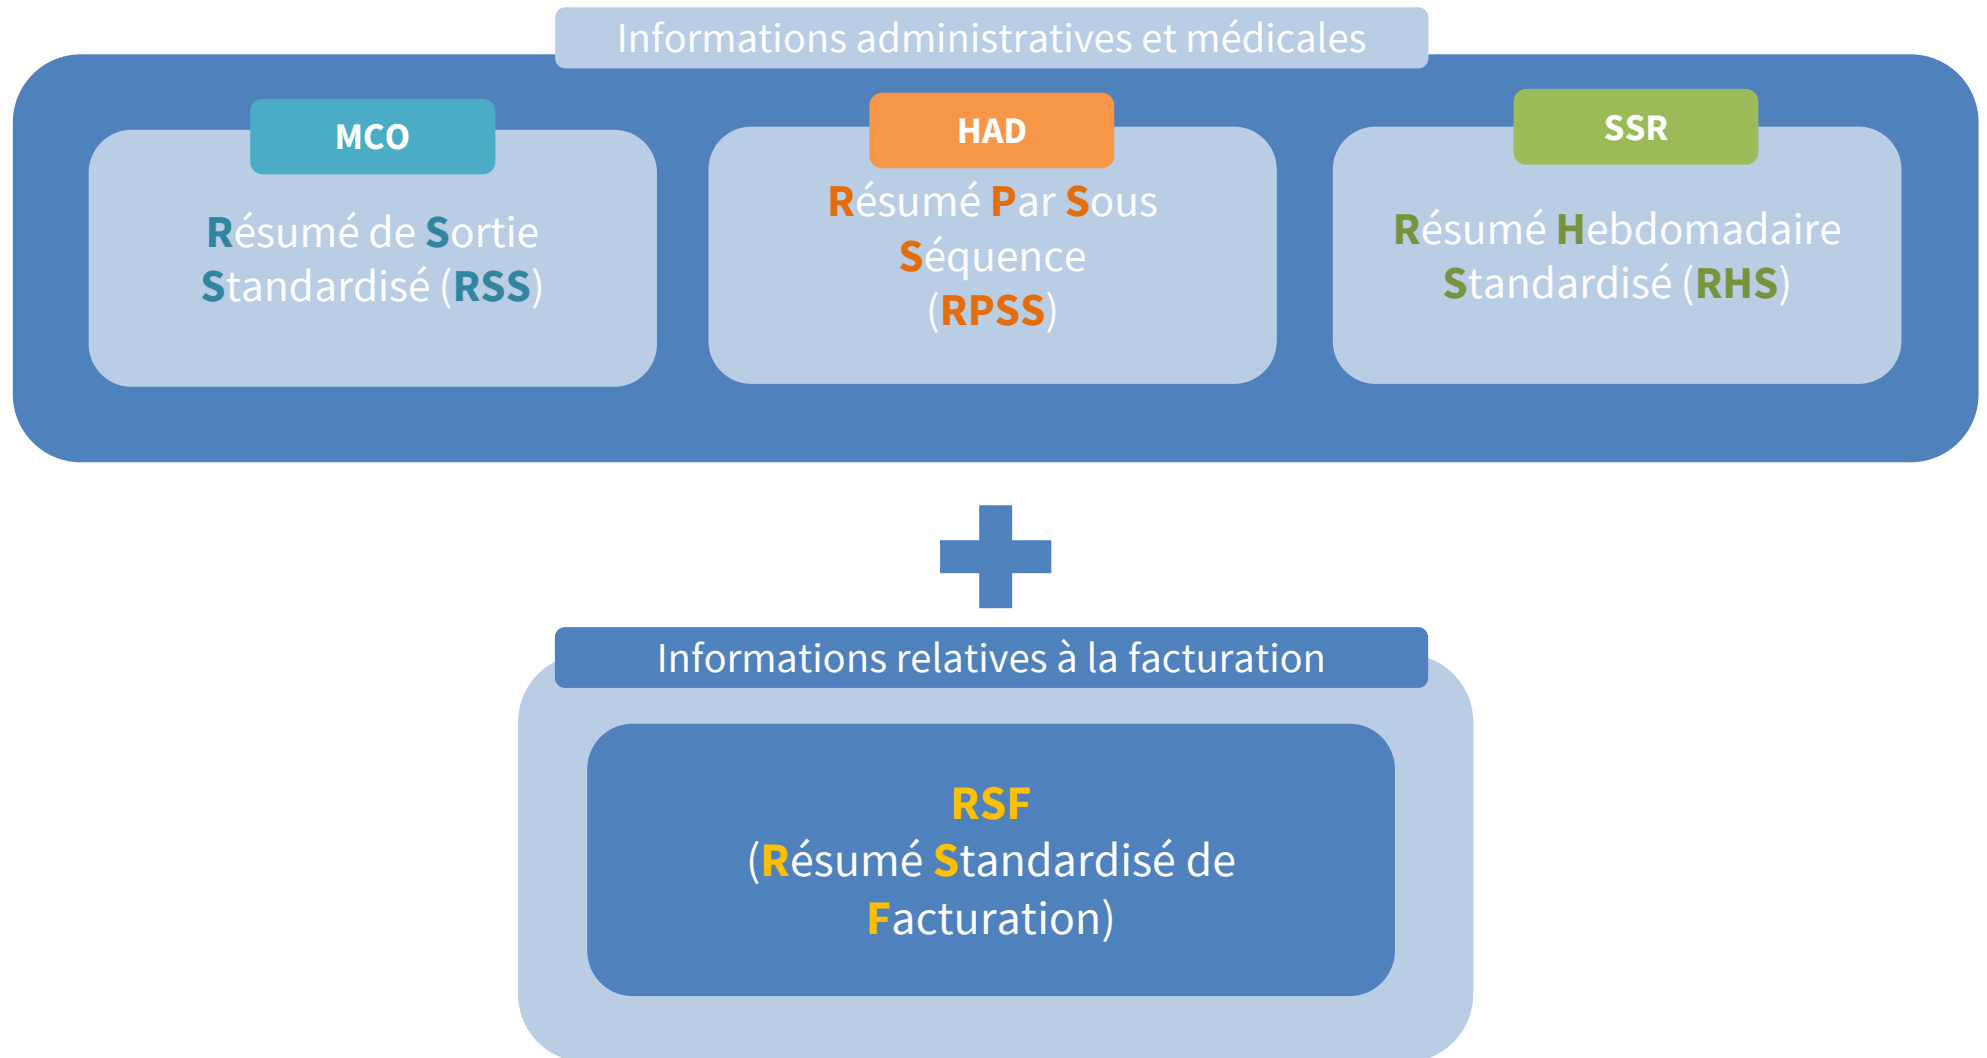 Informations administratives et médicales
MCO
Résumé de Sortie
Standardisé (RSS)
HAD
Résumé Par Sous
Séquence
(RPSS)
SSR
Résumé Hebdomadaire
Standardisé (RHS)
Informations relatives à la facturation
RSF
(Résumé Standardisé de
Facturation)